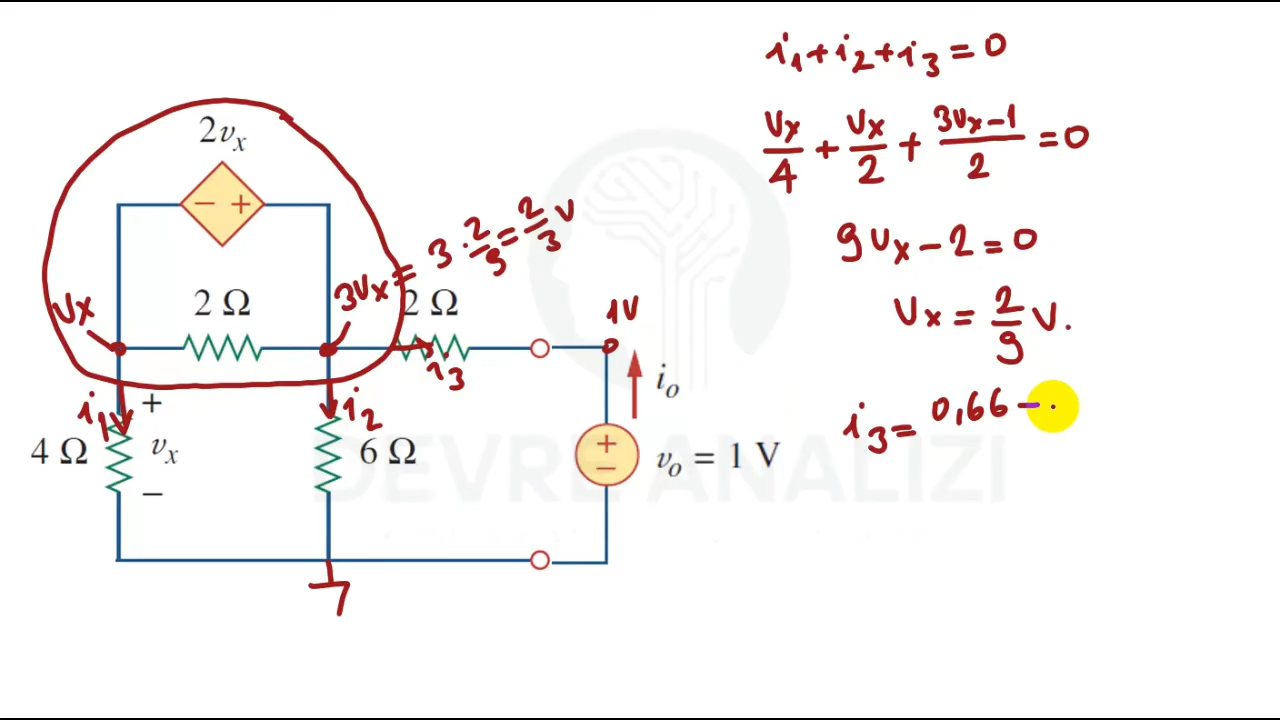 i₁+i₂+i₃=0
Vx/4 + Vx/2 + 3Vx-1/2 = 0
9Vx-2=0
Vx = 2/9 V.
i₃ = 0,66 -
2vₓ
− +
Vx
2 Ω
3Vx = 3 . 2/9 = 2/3 V
2 Ω
1V
i₁
i₂
i₃
iₒ
4 Ω
+
vₓ
−
6 Ω
+
−
vₒ = 1 V
DEVRE ANALIZI